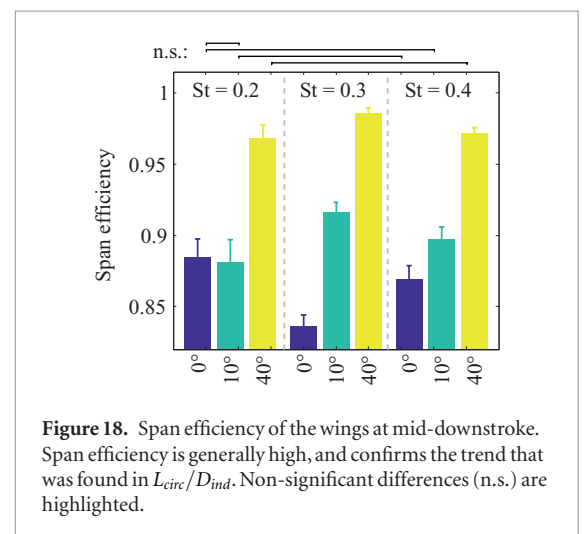 n.s.:
St = 0.2 St = 0.3 St = 0.4
1
0.95
0.9
0.85
Span efficiency
0° 10° 40° 0° 10° 40° 0° 10° 40°
Figure 18. Span efficiency of the wings at mid-downstroke.
Span efficiency is generally high, and confirms the trend that
was found in L_circ/D_ind. Non-significant differences (n.s.) are
highlighted.